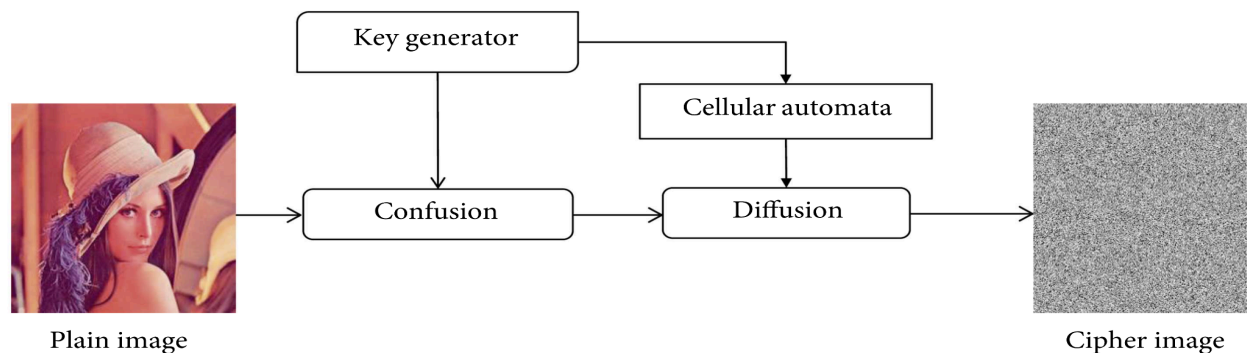 Key generator
Cellular automata
Confusion
Diffusion
Plain image
Cipher image